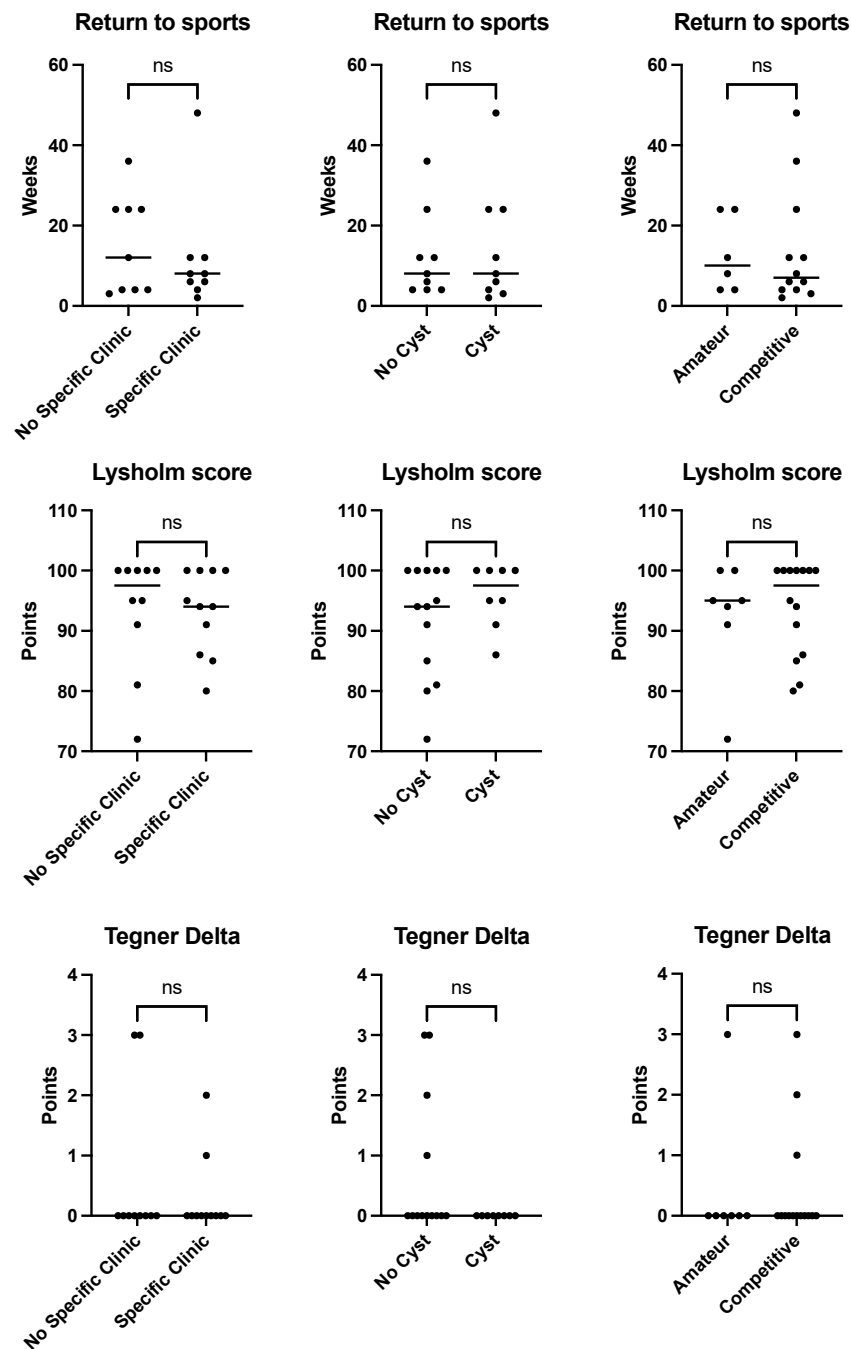 Return to sports
Return to sports
Return to sports
ns
ns
ns
60
40
20
0
Weeks
No Specific Clinic
Specific Clinic
60
40
20
0
Weeks
No Cyst
Cyst
60
40
20
0
Weeks
Amateur
Competitive
Lysholm score
Lysholm score
Lysholm score
ns
ns
ns
110
100
90
80
70
Points
No Specific Clinic
Specific Clinic
110
100
90
80
70
Points
No Cyst
Cyst
110
100
90
80
70
Points
Amateur
Competitive
Tegner Delta
Tegner Delta
Tegner Delta
ns
ns
ns
4
3
2
1
0
Points
No Specific Clinic
Specific Clinic
4
3
2
1
0
Points
No Cyst
Cyst
4
3
2
1
0
Points
Amateur
Competitive